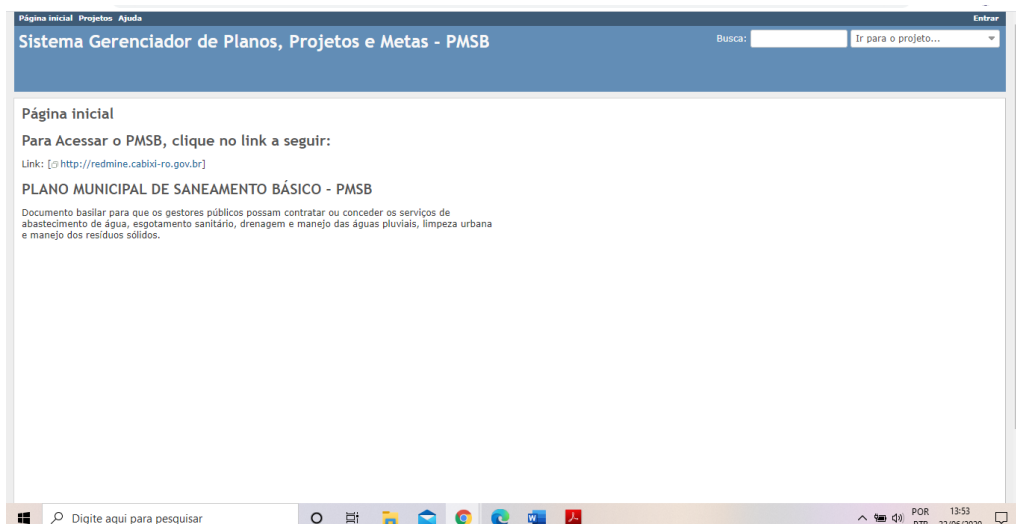 Página inicial Projetos Ajuda
Entrar
Sistema Gerenciador de Planos, Projetos e Metas - PMSB
Busca:
Ir para o projeto...
Página inicial
Para Acessar o PMSB, clique no link a seguir:
Link: [http://redmine.cabixi-ro.gov.br]
PLANO MUNICIPAL DE SANEAMENTO BÁSICO - PMSB
Documento basilar para que os gestores públicos possam contratar ou conceder os serviços de
abastecimento de água, esgotamento sanitário, drenagem e manejo das águas pluviais, limpeza urbana
e manejo dos resíduos sólidos.
Digite aqui para pesquisar
POR
13:53